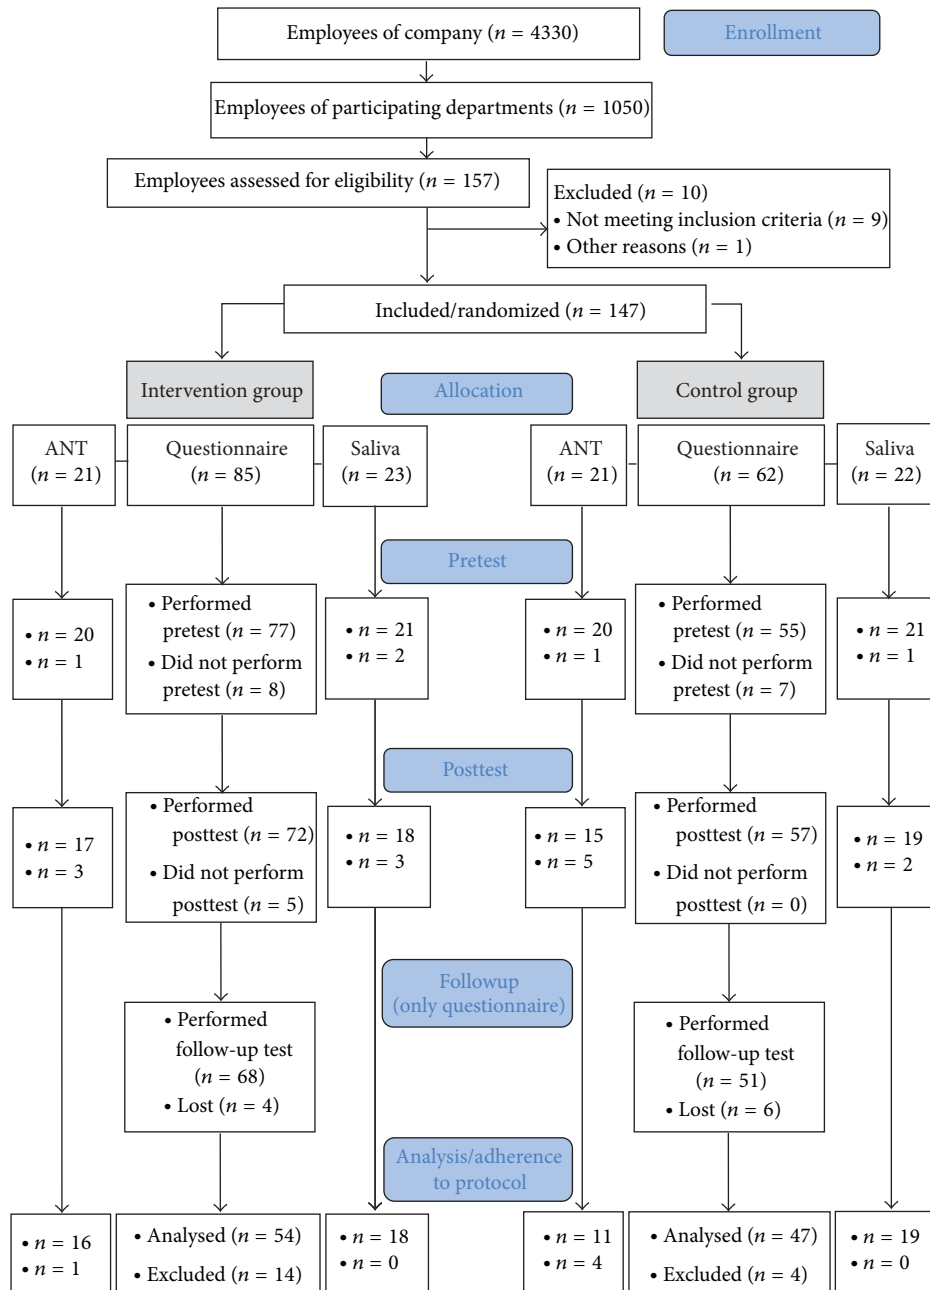 Employees of company (n = 4330)
Enrollment
Employees of participating departments (n = 1050)
Employees assessed for eligibility (n = 157)
Excluded (n = 10)
• Not meeting inclusion criteria (n = 9)
• Other reasons (n = 1)
Included/randomized (n = 147)
Intervention group
Allocation
Control group
ANT
(n = 21)
Questionnaire
(n = 85)
Saliva
(n = 23)
ANT
(n = 21)
Questionnaire
(n = 62)
Saliva
(n = 22)
Pretest
• n = 20
• n = 1
• Performed
pretest (n = 77)
• Did not perform
pretest (n = 8)
• n = 21
• n = 2
• n = 20
• n = 1
• Performed
pretest (n = 55)
• Did not perform
pretest (n = 7)
• n = 21
• n = 1
Posttest
• n = 17
• n = 3
• Performed
posttest (n = 72)
• Did not perform
posttest (n = 5)
• n = 18
• n = 3
• n = 15
• n = 5
• Performed
posttest (n = 57)
• Did not perform
posttest (n = 0)
• n = 19
• n = 2
Followup
(only questionnaire)
• Performed
follow-up test
(n = 68)
• Lost (n = 4)
• Performed
follow-up test
(n = 51)
• Lost (n = 6)
Analysis/adherence
to protocol
• n = 16
• n = 1
• Analysed (n = 54)
• Excluded (n = 14)
• n = 18
• n = 0
• n = 11
• n = 4
• Analysed (n = 47)
• Excluded (n = 4)
• n = 19
• n = 0